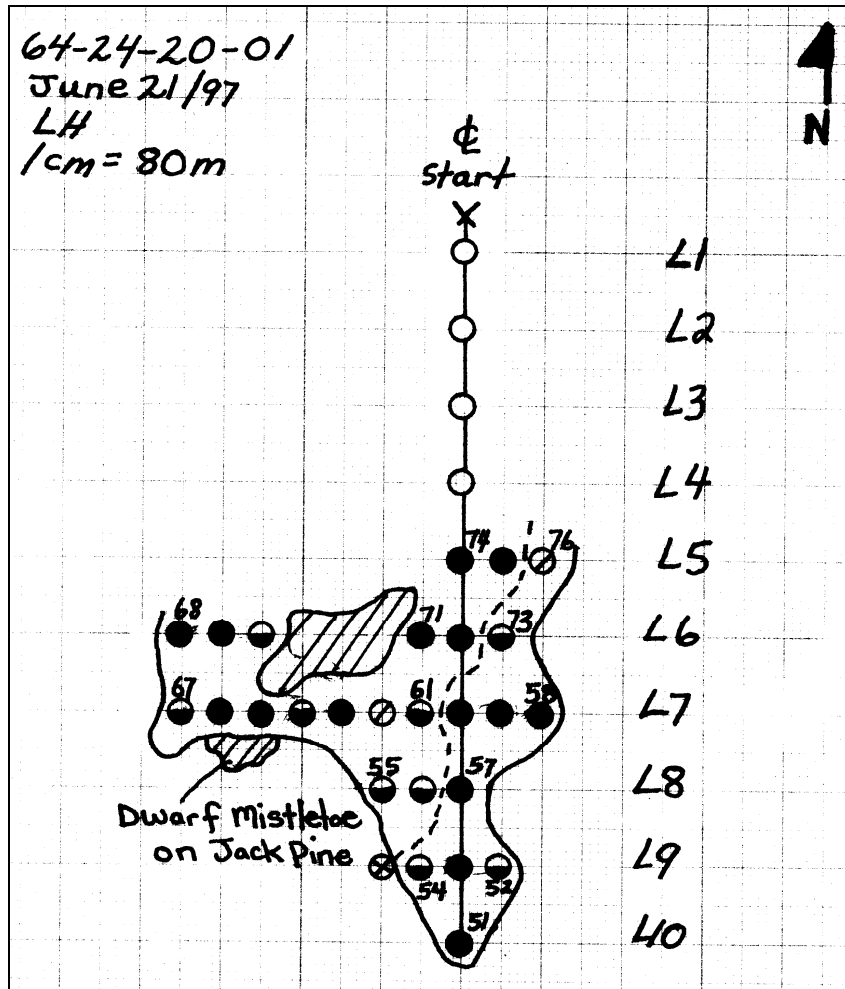 64-24-20-01
June 21/97
LH
1cm = 80m
N
℄
Start
L1
L2
L3
L4
74 76 L5
68 71 73 L6
67 61 58 L7
55 57 L8
Dwarf Mistletoe
on Jack Pine
54 52 L9
51 L10